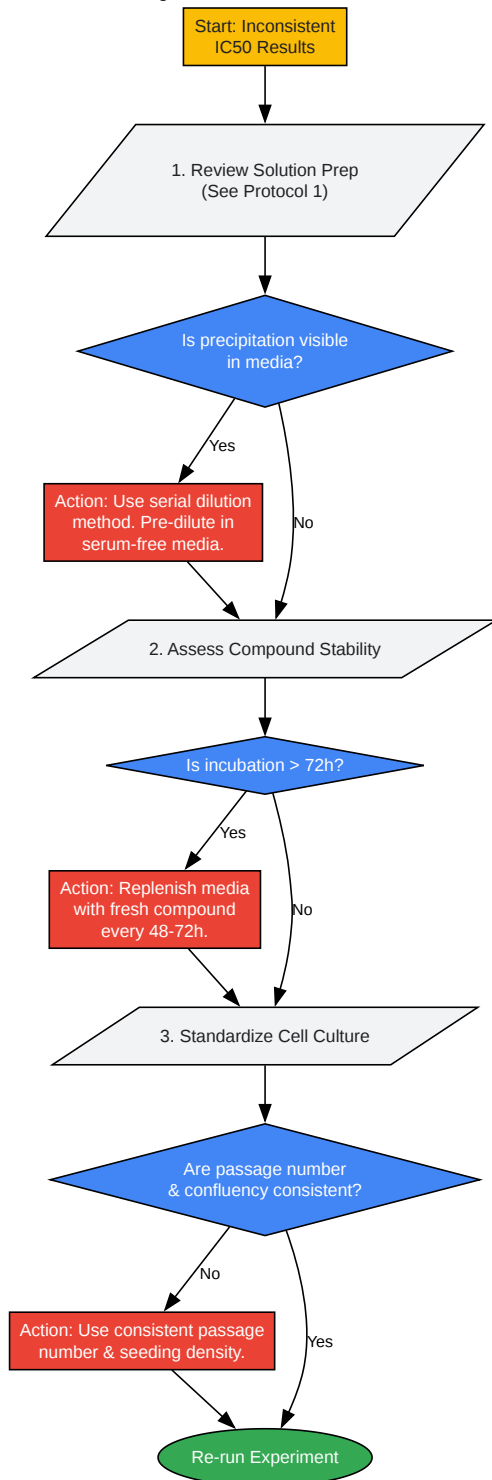 Start: Inconsistent
IC50 Results
1. Review Solution Prep
(See Protocol 1)
Is precipitation visible
in media?
Yes
Action: Use serial dilution
method. Pre-dilute in
serum-free media.
No
2. Assess Compound Stability
Is incubation > 72h?
Yes
Action: Replenish media
with fresh compound
every 48-72h.
No
3. Standardize Cell Culture
Are passage number
& confluency consistent?
No
Action: Use consistent passage
number & seeding density.
Yes
Re-run Experiment